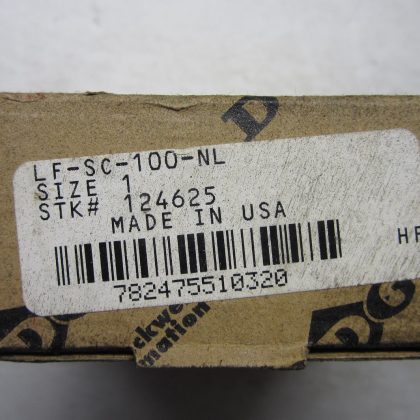 LF-SC-100-NL
SIZE 1
STK# 124625
MADE IN USA
782475510320